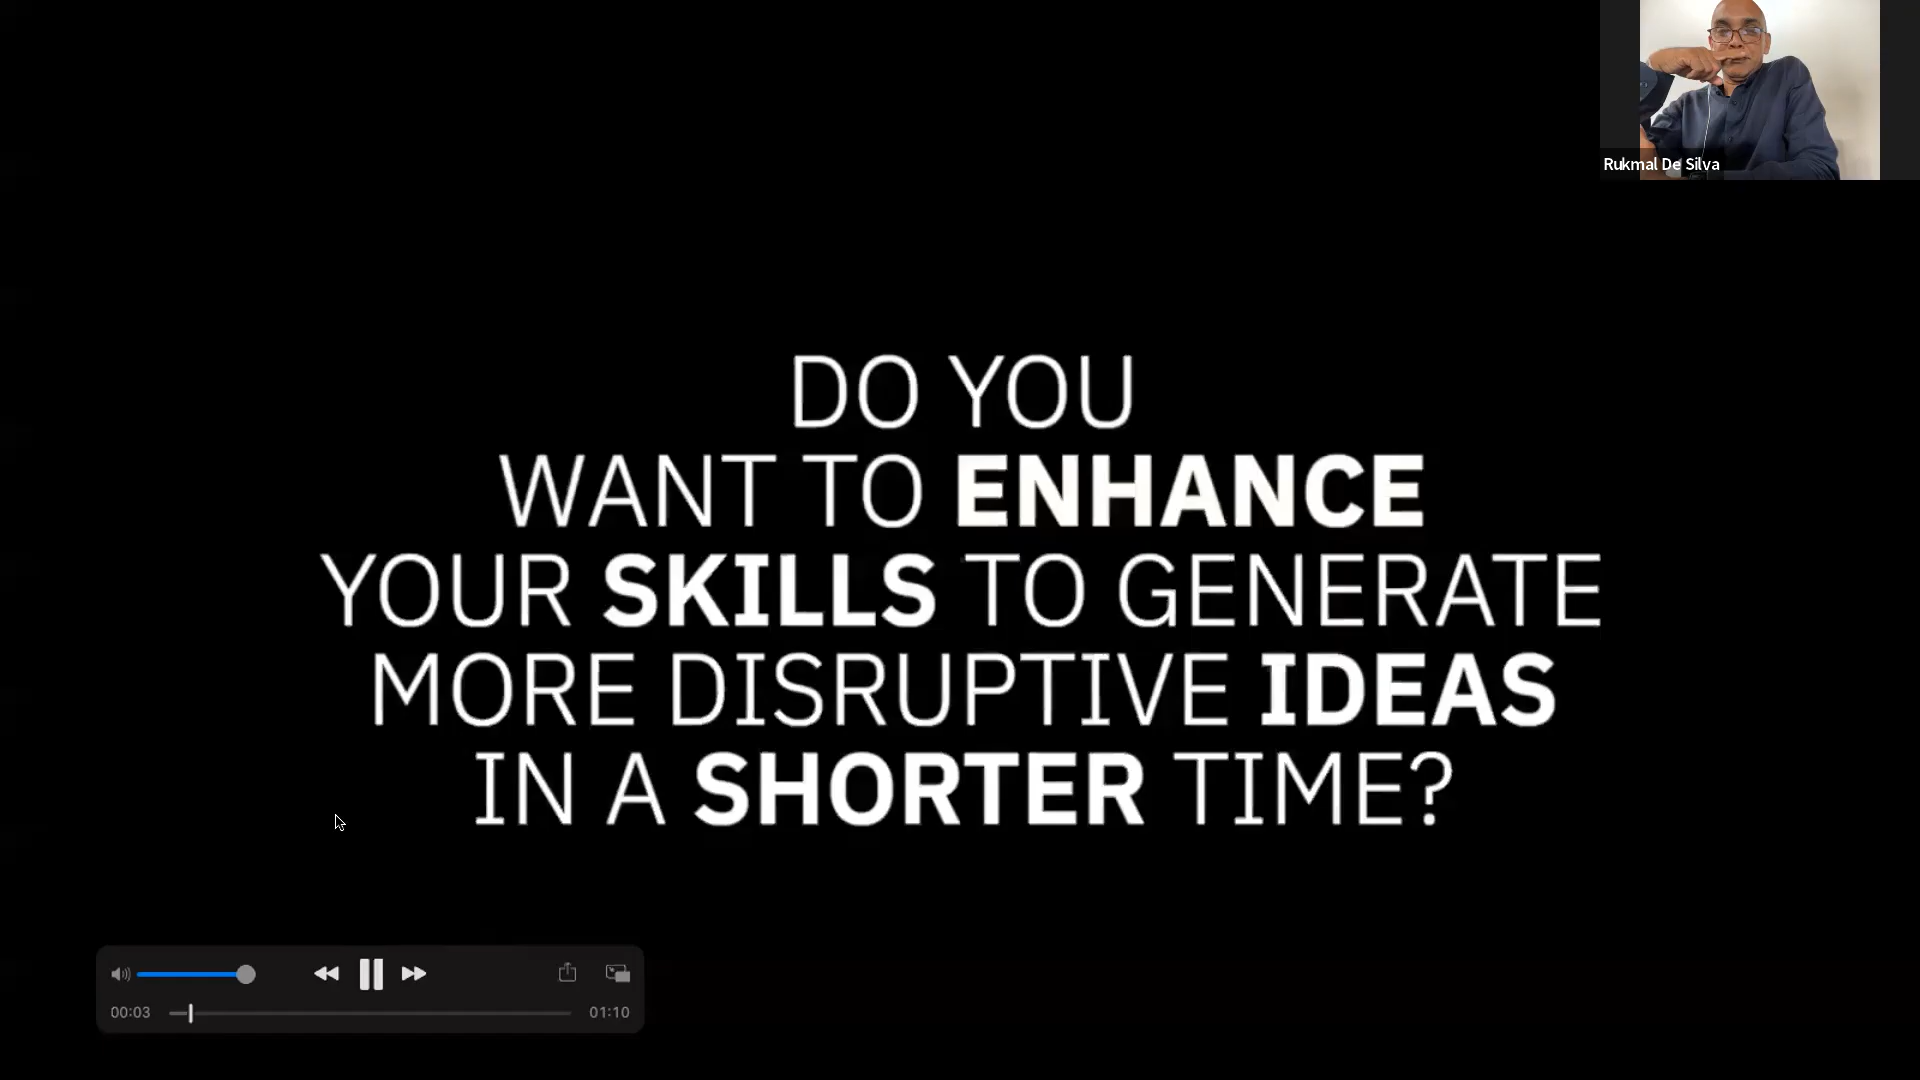 Rukmal De Silva
DO YOU
WANT TO ENHANCE
YOUR SKILLS TO GENERATE
MORE DISRUPTIVE IDEAS
IN A SHORTER TIME?
00:03
01:10